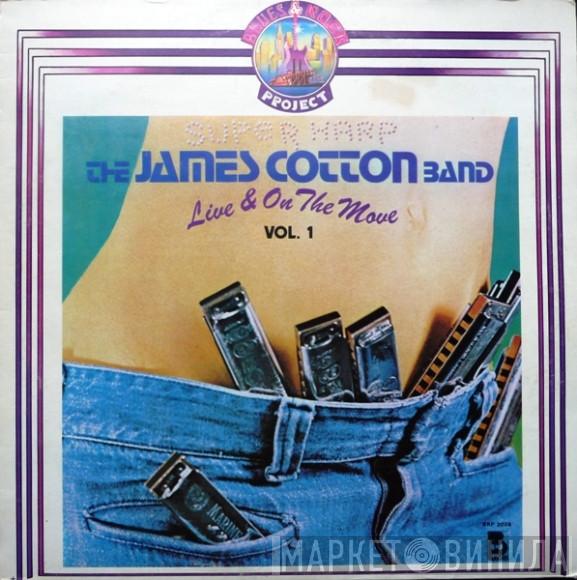 BLUES & ROCK
PROJECT
SUPER HARP
THE JAMES COTTON BAND
Live & On The Move
VOL. 1
МАРКЕТ ВИНИЛА